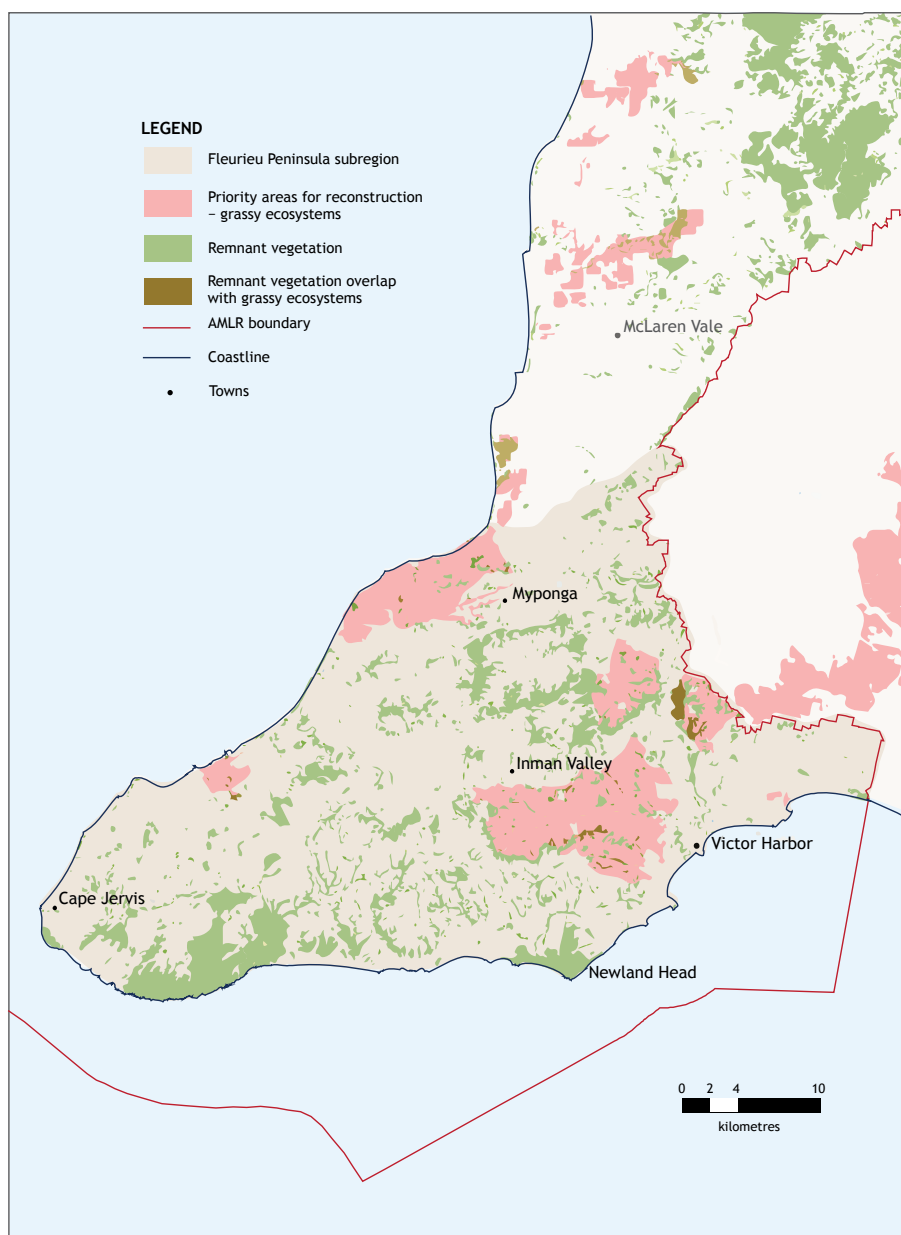 LEGEND
Fleurieu Peninsula subregion
Priority areas for reconstruction
– grassy ecosystems
Remnant vegetation
Remnant vegetation overlap
with grassy ecosystems
AMLR boundary
Coastline
Towns
McLaren Vale
Myponga
Inman Valley
Victor Harbor
Cape Jervis
Newland Head
0 2 4 10
kilometres